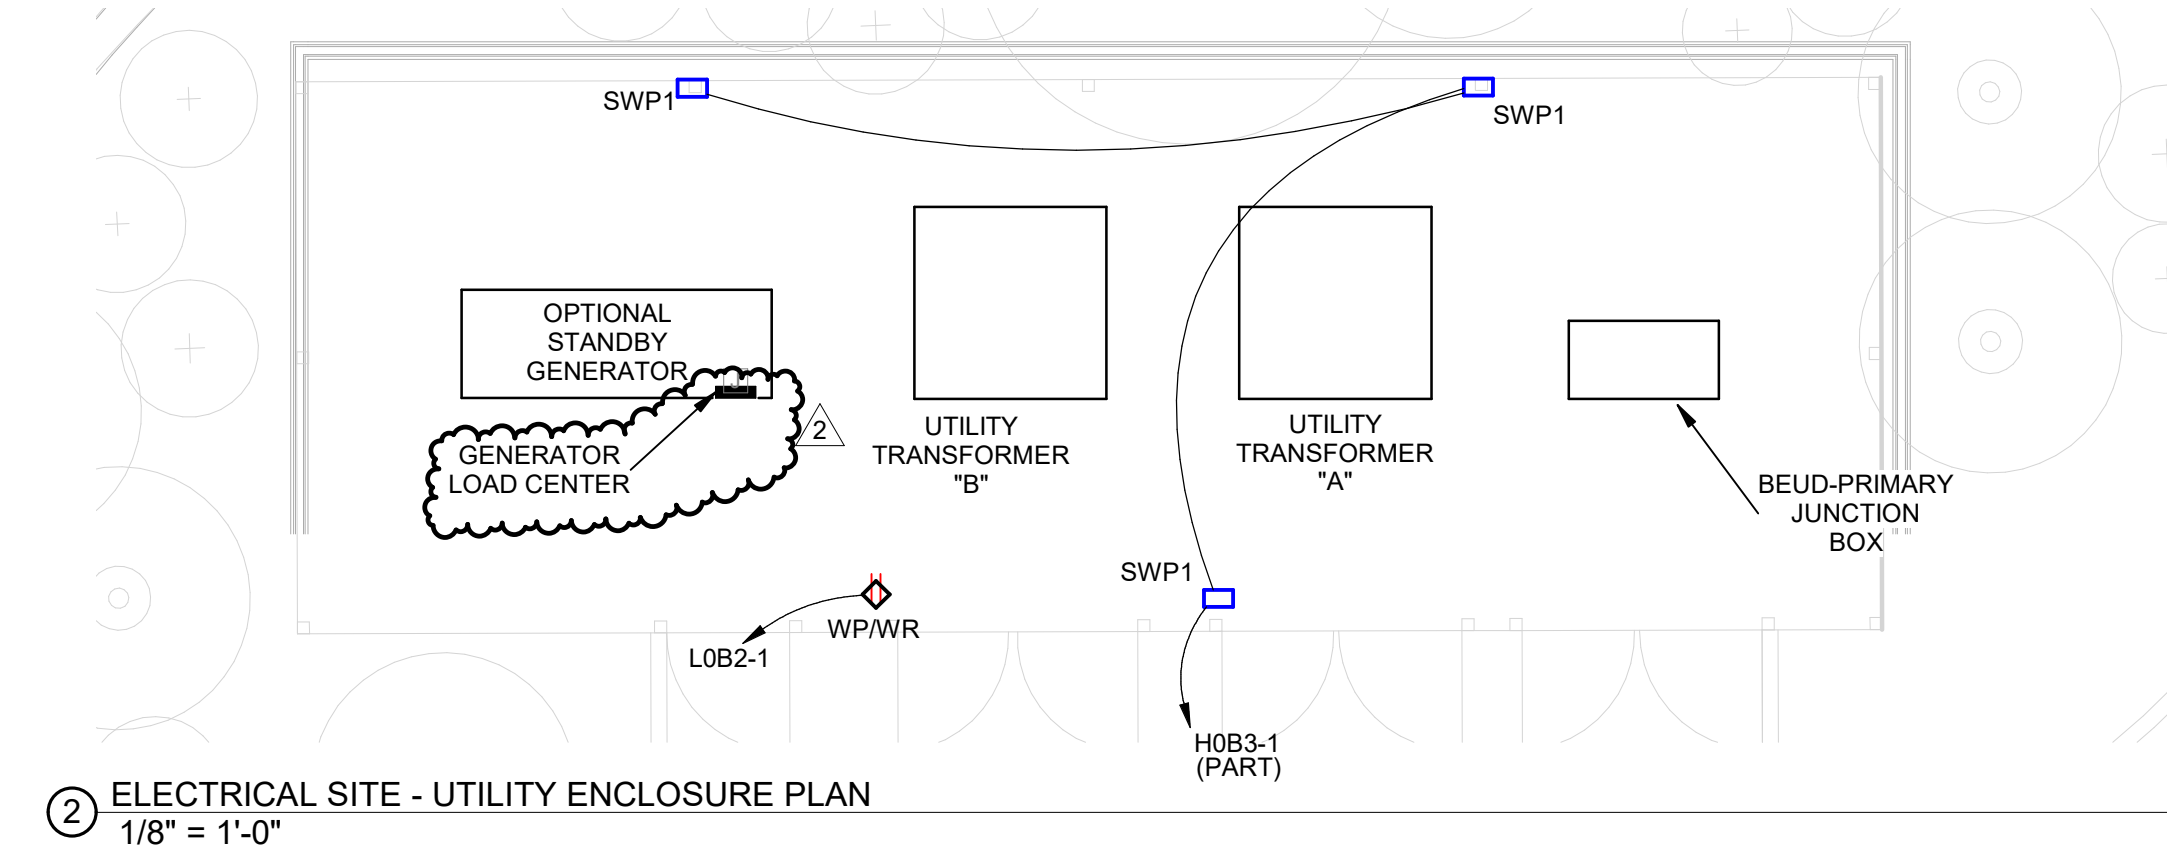 SWP1
SWP1
OPTIONAL
STANDBY
GENERATOR
J
GENERATOR
LOAD CENTER
2
UTILITY
TRANSFORMER
"B"
UTILITY
TRANSFORMER
"A"
BEUD-PRIMARY
JUNCTION
BOX
SWP1
WP/WR
L0B2-1
H0B3-1
(PART)
2
ELECTRICAL SITE - UTILITY ENCLOSURE PLAN
1/8" = 1'-0"